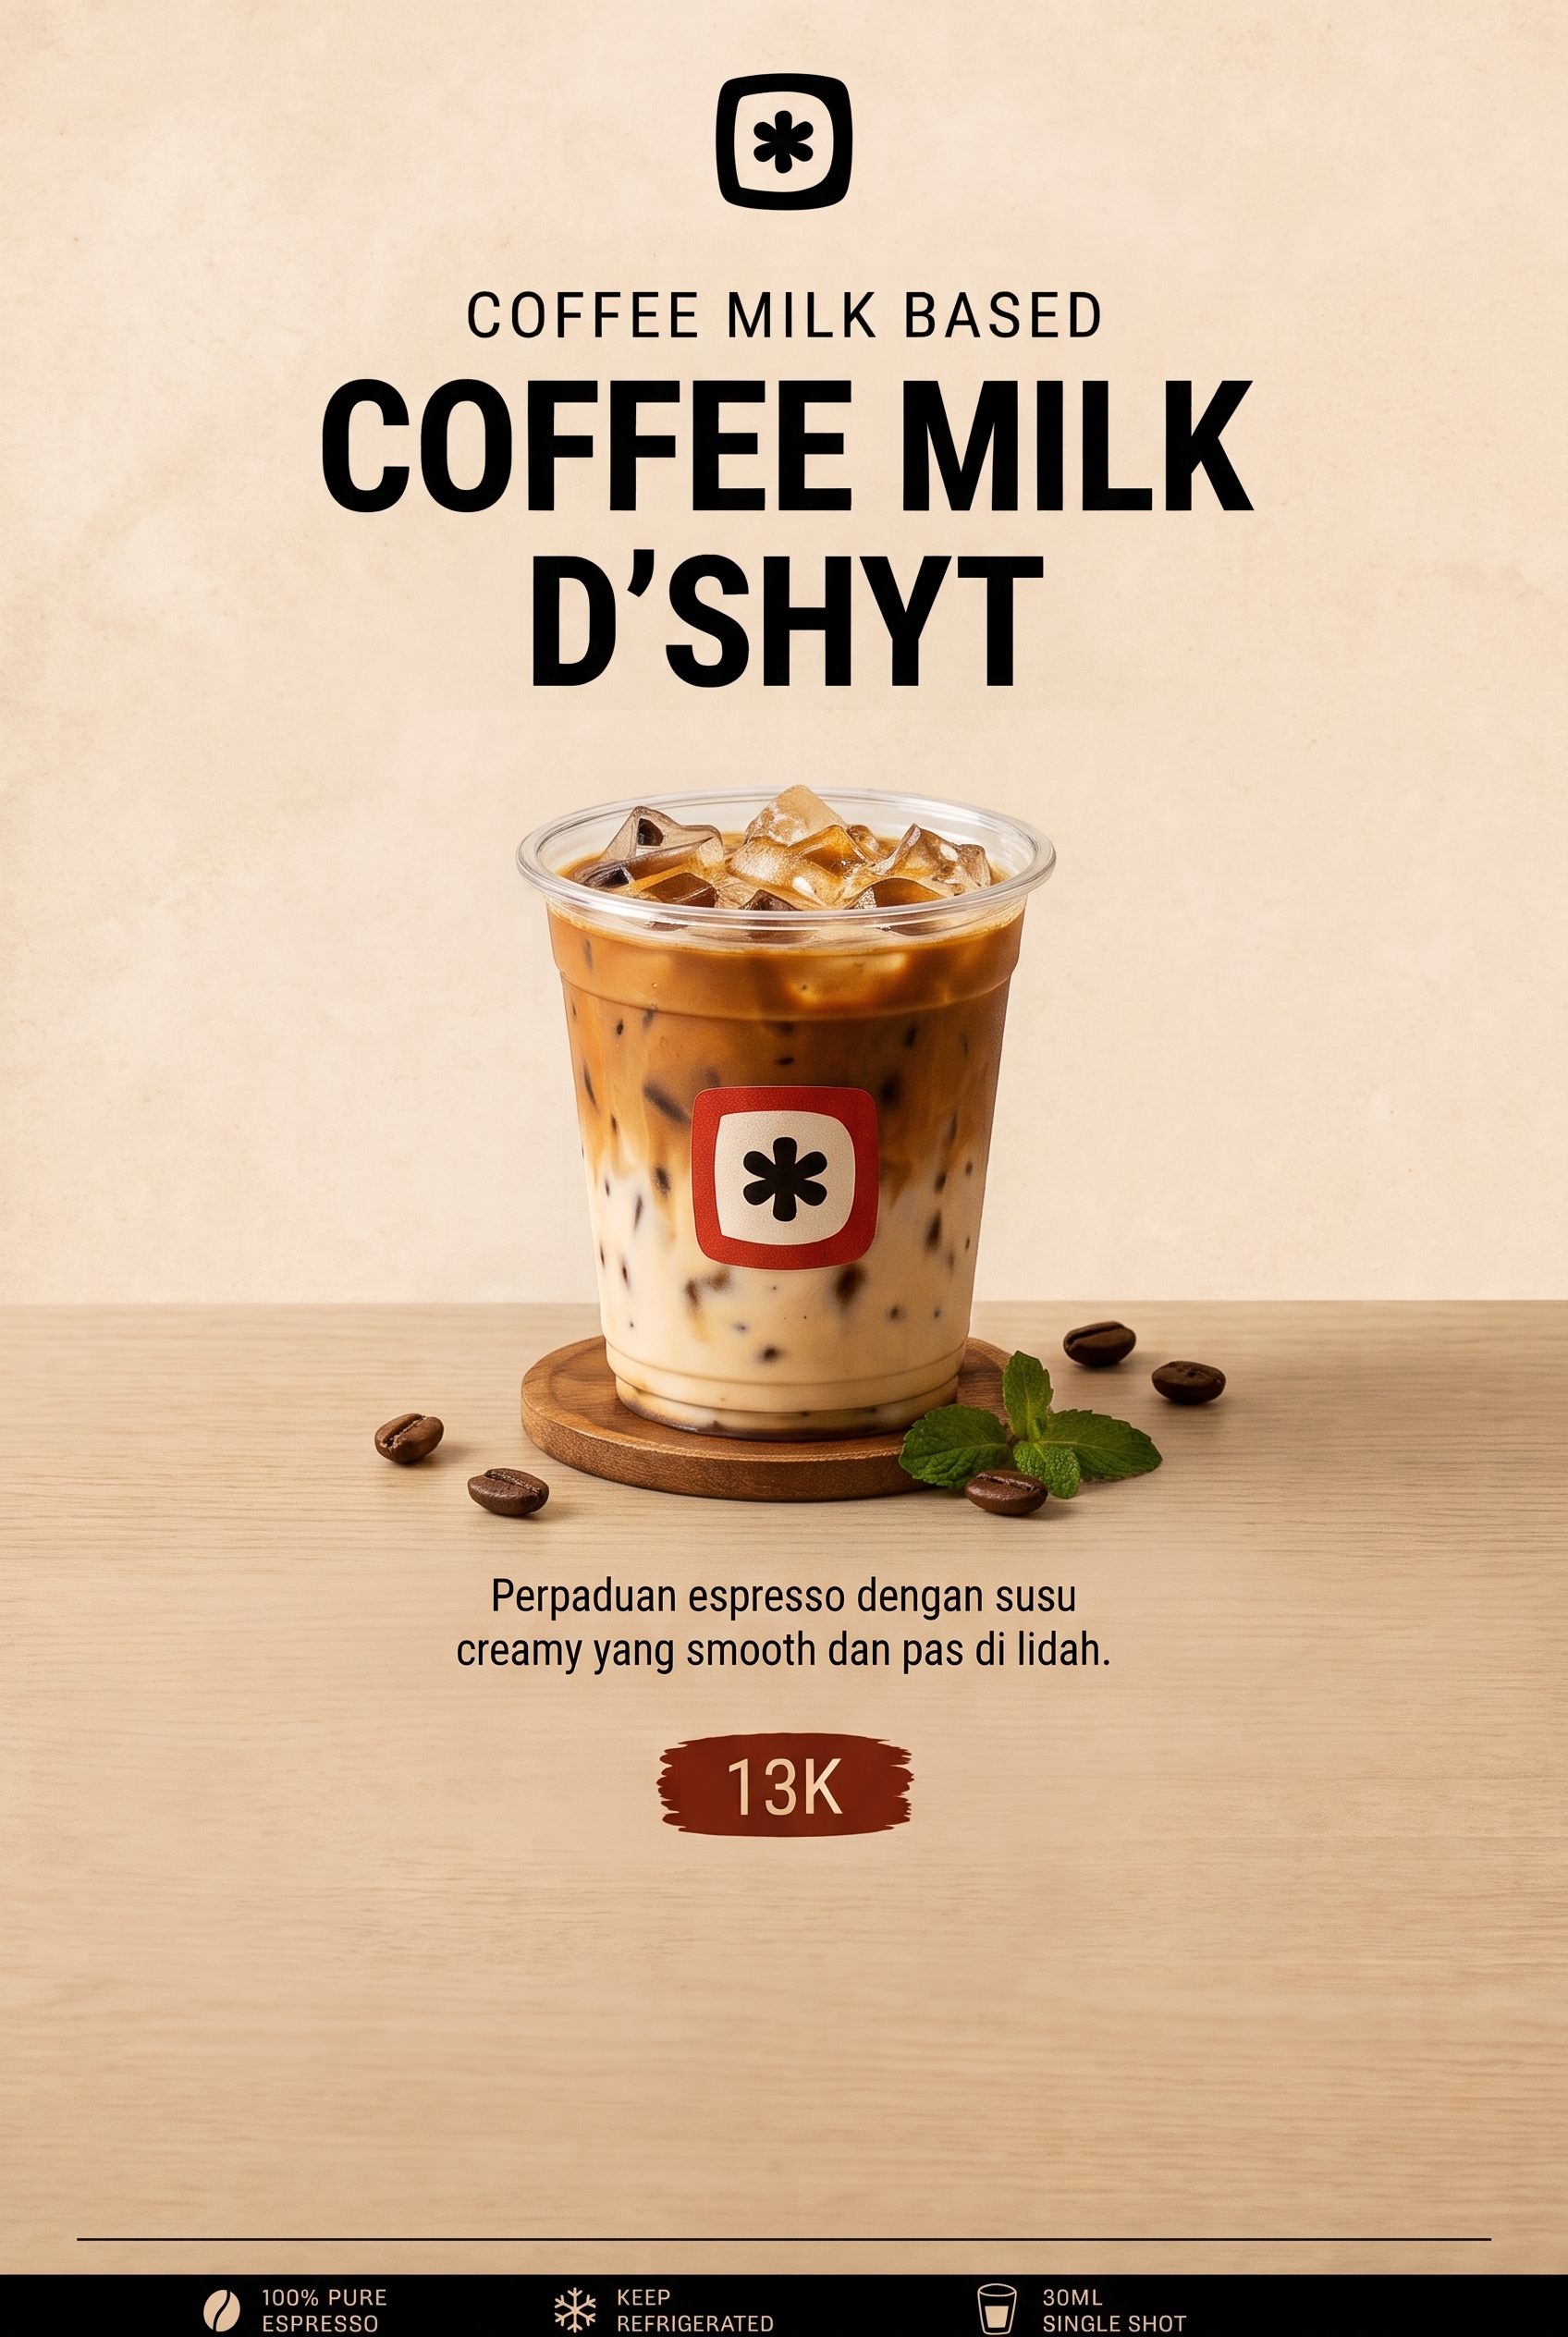 COFFEE MILK BASED
COFFEE MILK
D’SHYT
Perpaduan espresso dengan susu
creamy yang smooth dan pas di lidah.
13K
100% PURE
ESPRESSO
KEEP
REFRIGERATED
30ML
SINGLE SHOT